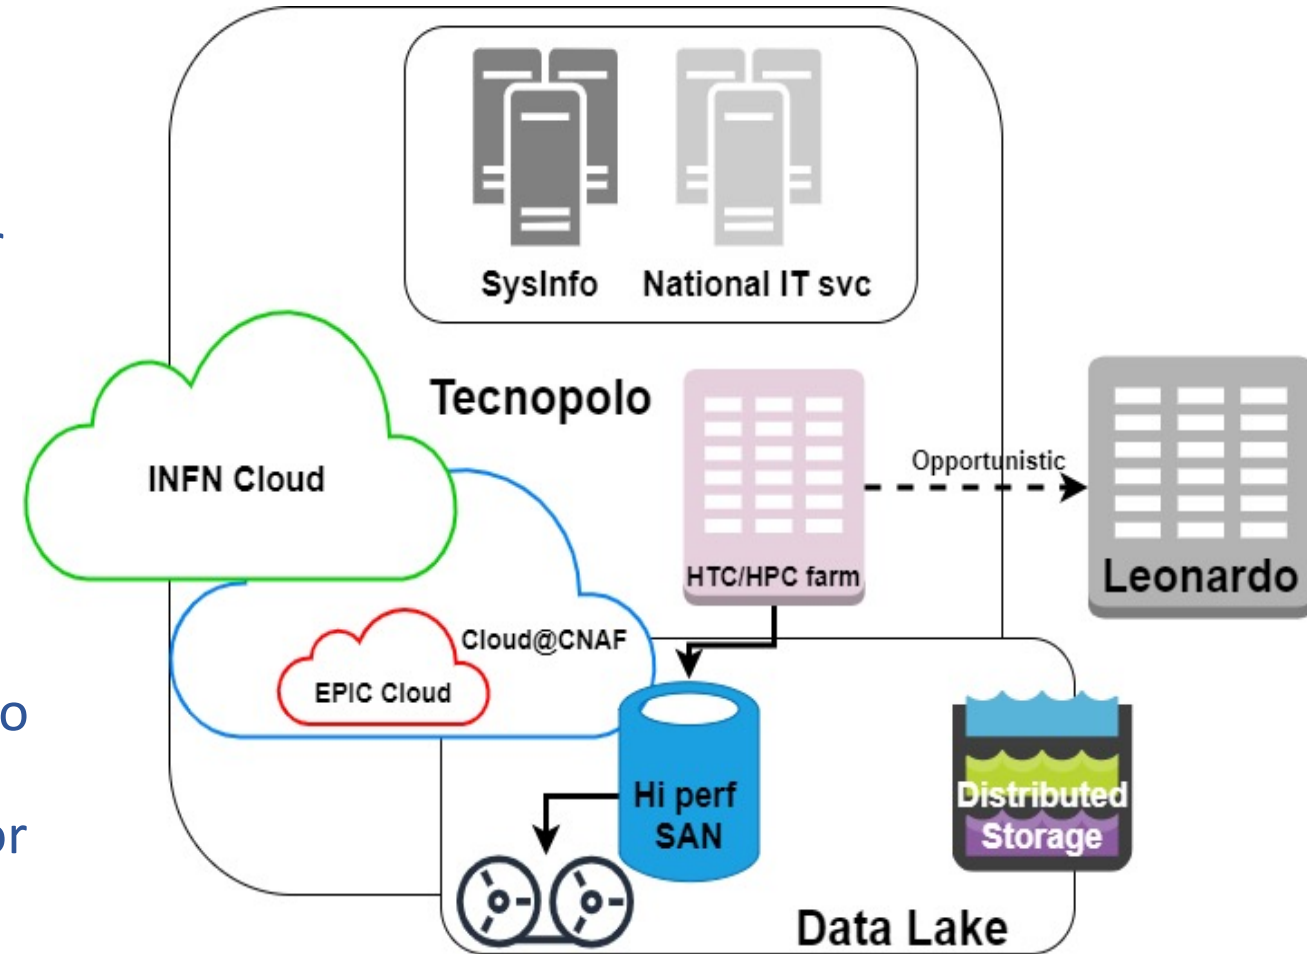 SysInfo
National IT svc
Tecnopolo
INFN Cloud
Opportunistic
HTC/HPC farm
Leonardo
Cloud@CNAF
EPIC Cloud
Hi perf
SAN
Distributed
Storage
Data Lake